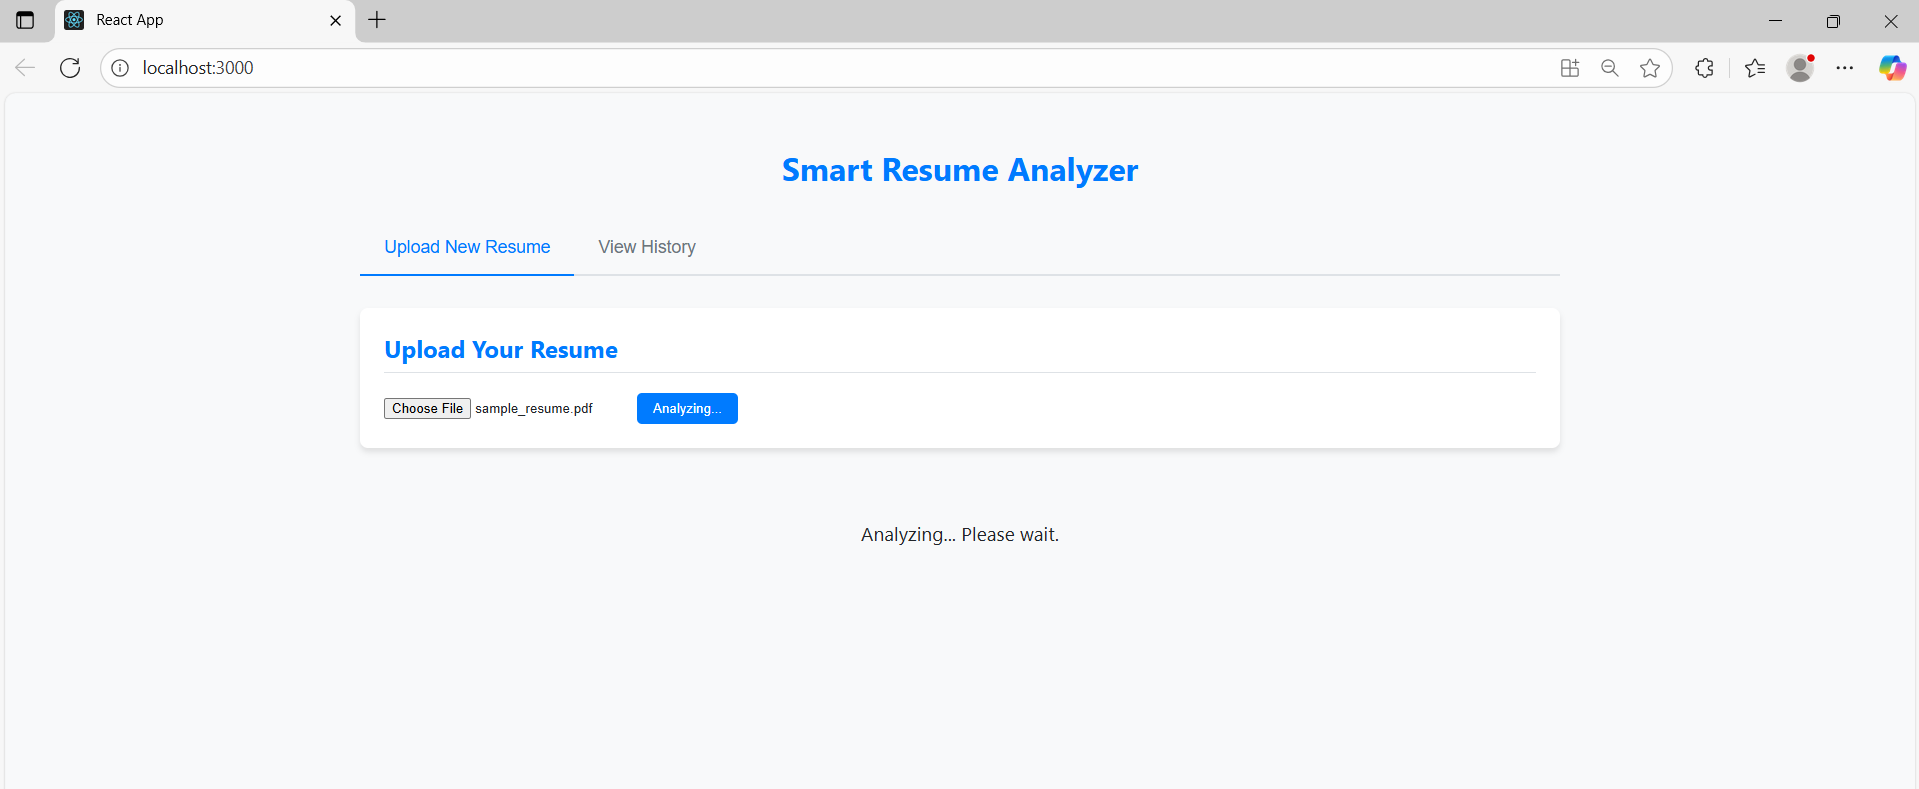 React App
localhost:3000
Smart Resume Analyzer
Upload New Resume View History
Upload Your Resume
Choose File sample_resume.pdf Analyzing...
Analyzing... Please wait.